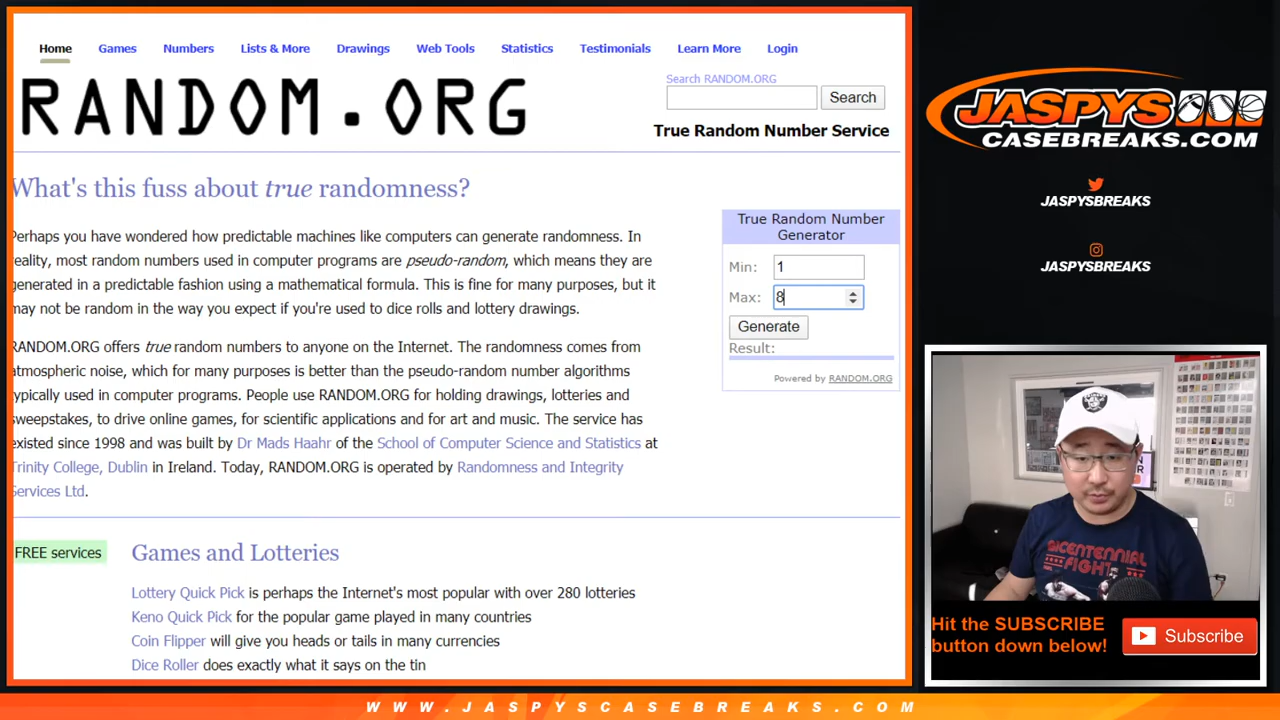 Home Games Numbers Lists & More Drawings Web Tools Statistics Testimonials Learn More Login
RANDOM.ORG
Search RANDOM.ORG
Search
True Random Number Service
What's this fuss about true randomness?
Perhaps you have wondered how predictable machines like computers can generate randomness. In
reality, most random numbers used in computer programs are pseudo-random, which means they are
generated in a predictable fashion using a mathematical formula. This is fine for many purposes, but it
may not be random in the way you expect if you're used to dice rolls and lottery drawings.
RANDOM.ORG offers true random numbers to anyone on the Internet. The randomness comes from
atmospheric noise, which for many purposes is better than the pseudo-random number algorithms
typically used in computer programs. People use RANDOM.ORG for holding drawings, lotteries and
sweepstakes, to drive online games, for scientific applications and for art and music. The service has
existed since 1998 and was built by Dr Mads Haahr of the School of Computer Science and Statistics at
Trinity College, Dublin in Ireland. Today, RANDOM.ORG is operated by Randomness and Integrity
Services Ltd.
True Random Number
Generator
Min: 1
Max: 8
Generate
Result:
Powered by RANDOM.ORG
FREE services
Games and Lotteries
Lottery Quick Pick is perhaps the Internet's most popular with over 280 lotteries
Keno Quick Pick for the popular game played in many countries
Coin Flipper will give you heads or tails in many currencies
Dice Roller does exactly what it says on the tin
JASPYS
CASEBREAKS.COM
JASPYSBREAKS
JASPYSBREAKS
BICENTENNIAL
FIGHT
Hit the SUBSCRIBE
button down below!
Subscribe
WWW.JASPYSCASEBREAKS.COM